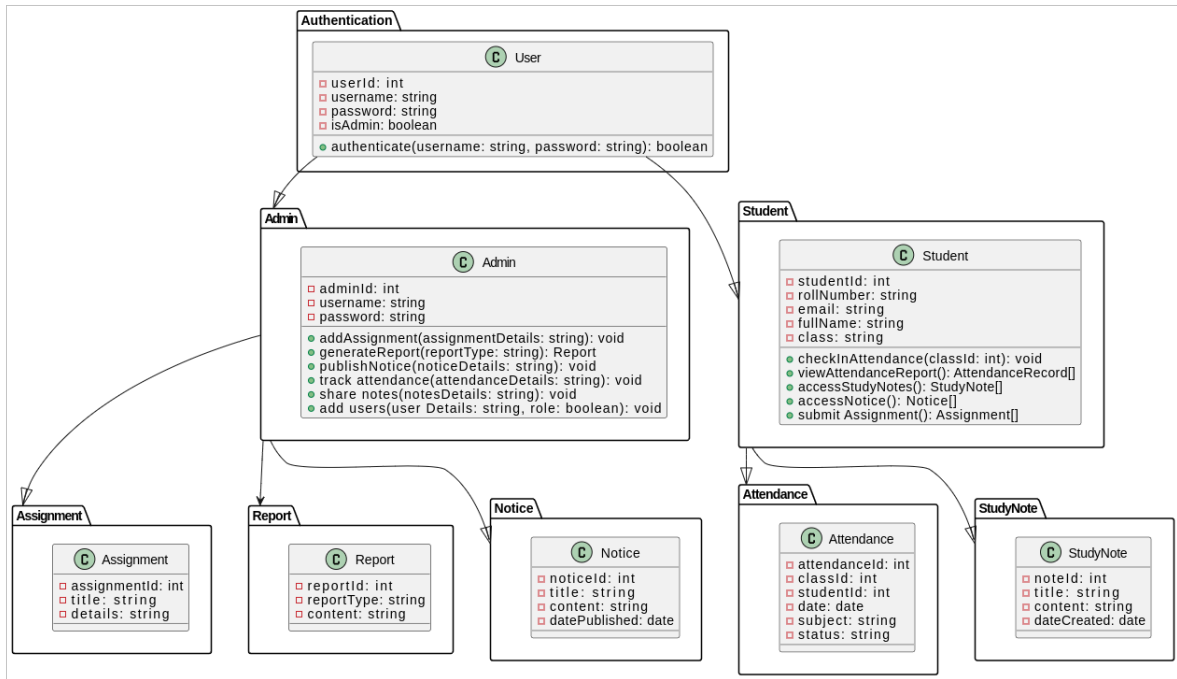 Authentication
C User
userId: int
username: string
password: string
isAdmin: boolean
authenticate(username: string, password: string): boolean
Admin
C Admin
adminId: int
username: string
password: string
addAssignment(assignmentDetails: string): void
generateReport(reportType: string): Report
publishNotice(noticeDetails: string): void
track attendance(attendanceDetails: string): void
share notes(notesDetails: string): void
add users(user Details: string, role: boolean): void
Student
C Student
studentId: int
rollNumber: string
email: string
fullName: string
class: string
checkInAttendance(classId: int): void
viewAttendanceReport(): AttendanceRecord[]
accessStudyNotes(): StudyNote[]
accessNotice(): Notice[]
submit Assignment(): Assignment[]
Assignment
C Assignment
assignmentId: int
title: string
details: string
Report
C Report
reportId: int
reportType: string
content: string
Notice
C Notice
noticeId: int
title: string
content: string
datePublished: date
Attendance
C Attendance
attendanceId: int
classId: int
studentId: int
date: date
subject: string
status: string
StudyNote
C StudyNote
noteId: int
title: string
content: string
dateCreated: date